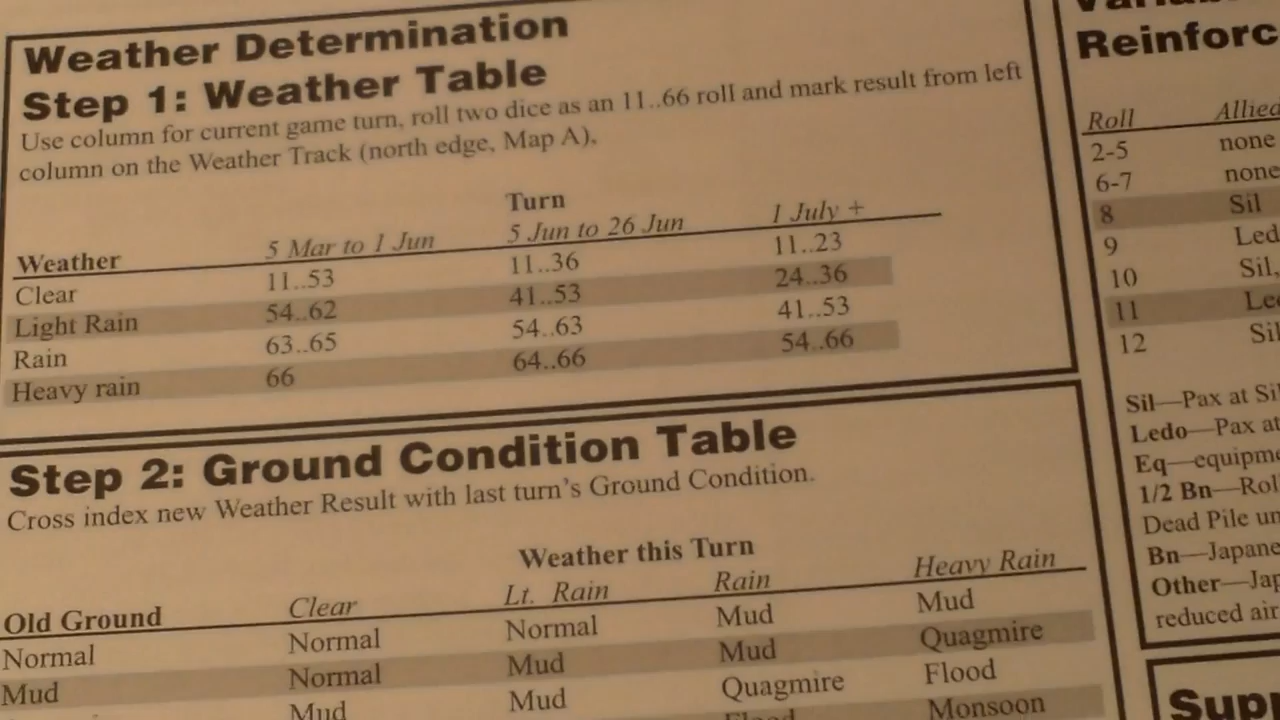 Weather Determination
Step 1: Weather Table
Use column for current game turn, roll two dice as an 11..66 roll and mark result from left
column on the Weather Track (north edge, Map A),
Turn
Weather 5 Mar to 1 Jun 5 Jun to 26 Jun 1 July +
Clear 11..53 11..36 11..23
Light Rain 54..62 41..53 24..36
Rain 63..65 54..63 41..53
Heavy rain 66 64..66 54..66
Step 2: Ground Condition Table
Cross index new Weather Result with last turn's Ground Condition.
Weather this Turn
Old Ground Clear Lt. Rain Rain Heavy Rain
Normal Normal Normal Mud Mud
Mud Normal Mud Mud Quagmire
Mud Mud Quagmire Flood
Flood Monsoon
Reinforc
Roll Allied
2-5 none
6-7 none
8 Sil
9 Led
10 Sil,
11 Led
12 Sil
Sil—Pax at Sil
Ledo—Pax at
Eq—equipme
1/2 Bn—Roll
Dead Pile un
Bn—Japane
Other—Jap
reduced air
Supp